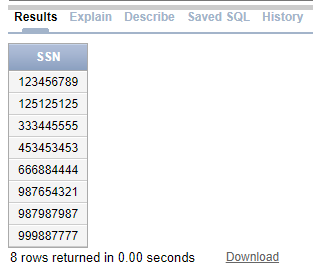 Results Explain Describe Saved SQL History
SSN
123456789
125125125
333445555
453453453
666884444
987654321
987987987
999887777
8 rows returned in 0.00 seconds Download